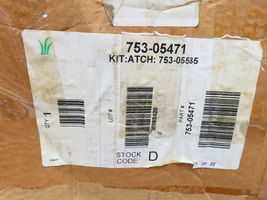 753-05471
KIT:ATCH: 753-05585
QTY 1
LOT #
PART #
753-05471
STOCK
CODE: D